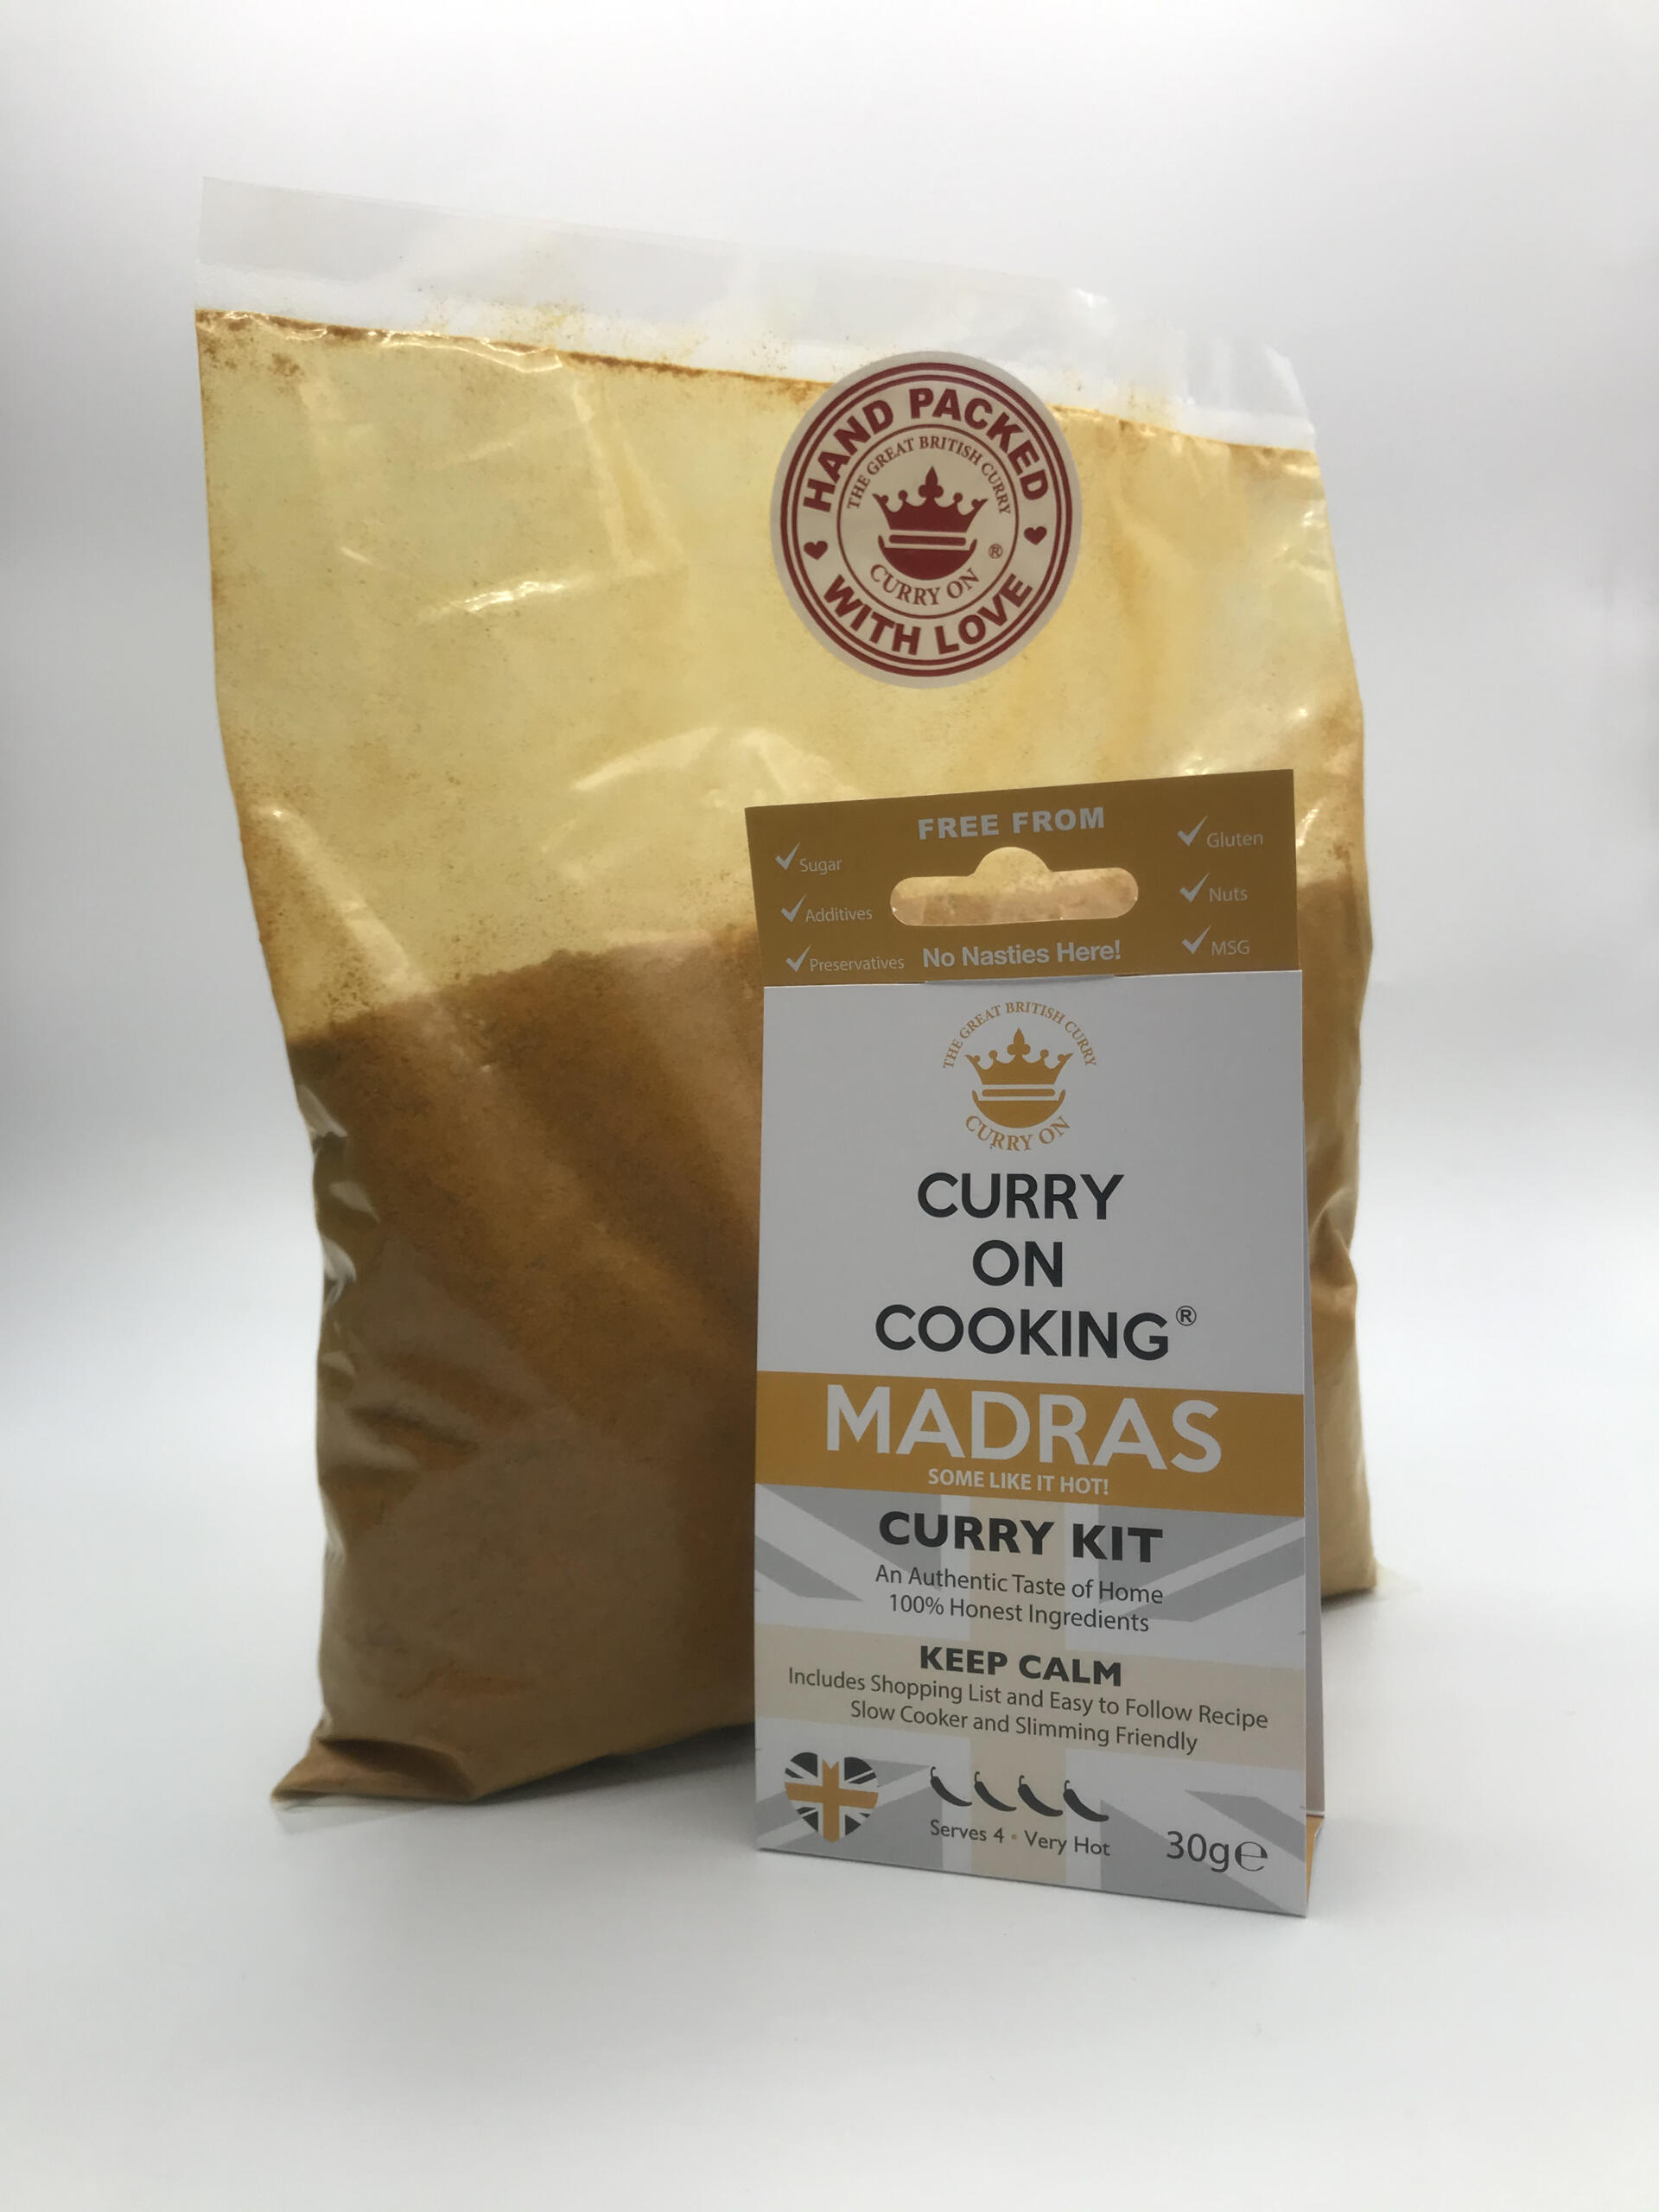 HAND PACKED
THE GREAT BRITISH CURRY
®
CURRY ON
WITH LOVE
FREE FROM
Sugar
Additives
Preservatives
Gluten
Nuts
MSG
No Nasties Here!
THE GREAT BRITISH CURRY
CURRY ON
CURRY
ON
COOKING®
MADRAS
SOME LIKE IT HOT!
CURRY KIT
An Authentic Taste of Home
100% Honest Ingredients
KEEP CALM
Includes Shopping List and Easy to Follow Recipe
Slow Cooker and Slimming Friendly
Serves 4 • Very Hot
30g℮